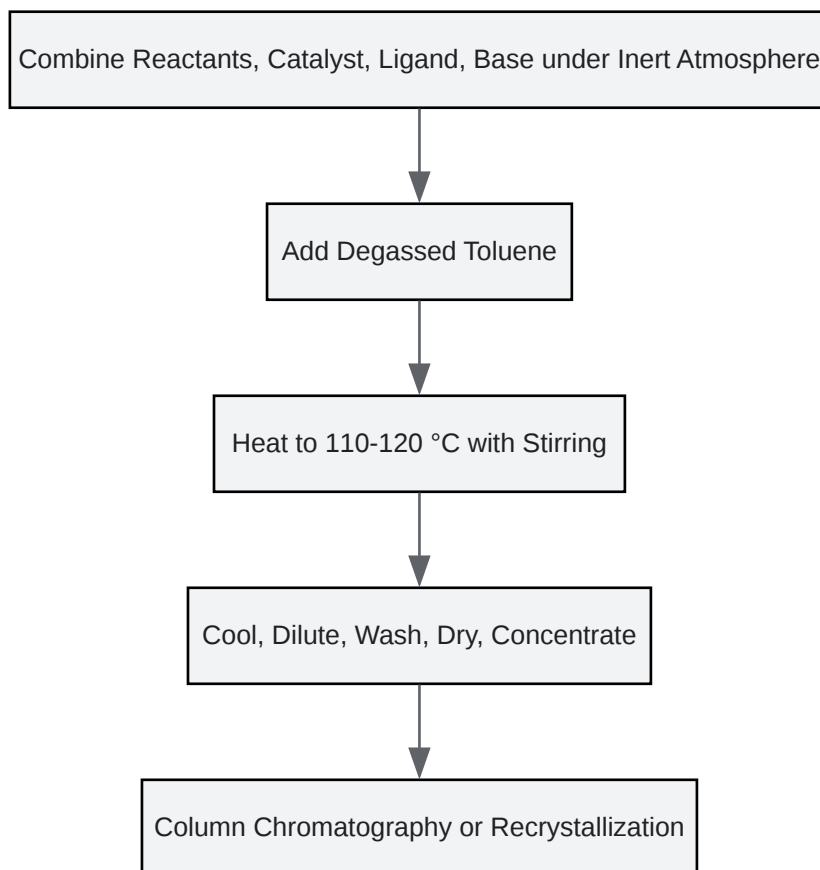 Combine Reactants, Catalyst, Ligand, Base under Inert Atmosphere
Add Degassed Toluene
Heat to 110-120 °C with Stirring
Cool, Dilute, Wash, Dry, Concentrate
Column Chromatography or Recrystallization